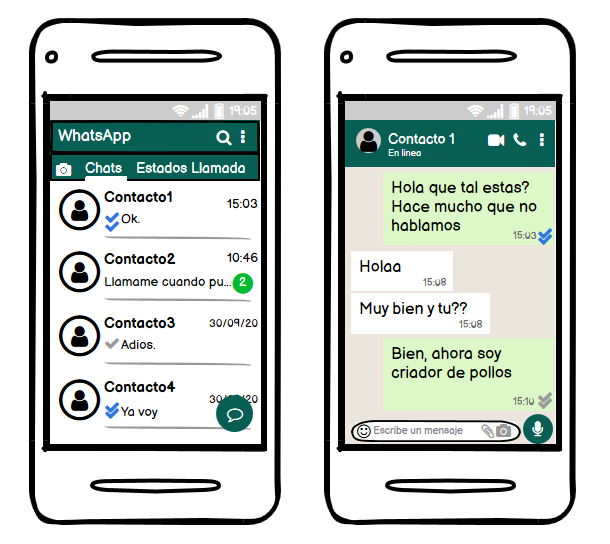 19:05
WhatsApp
Chats Estados Llamada
Contacto1 15:03
Ok.
Contacto2 10:46
Llamame cuando pu... 2
Contacto3 30/09/20
Adios.
Contacto4
Ya voy
19:05
Contacto 1
En linea
Hola que tal estas?
Hace mucho que no
hablamos
15:03
Holaa
15:08
Muy bien y tu??
15:08
Bien, ahora soy
criador de pollos
15:10
Escribe un mensaje